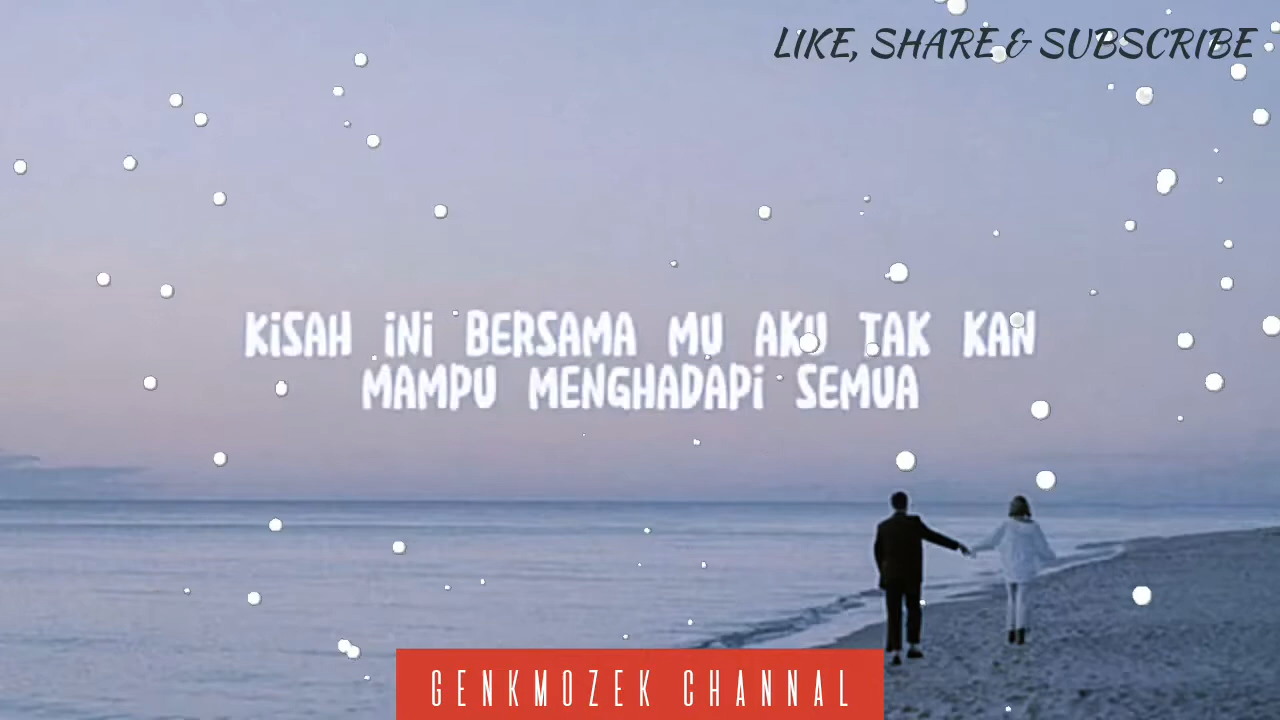 LIKE, SHARE & SUBSCRIBE
KiSAH iNi BERSAMA MU AKU TAK KAN
MAMPU MENGHADAPi SEMUA
GENKMOZEK CHANNAL